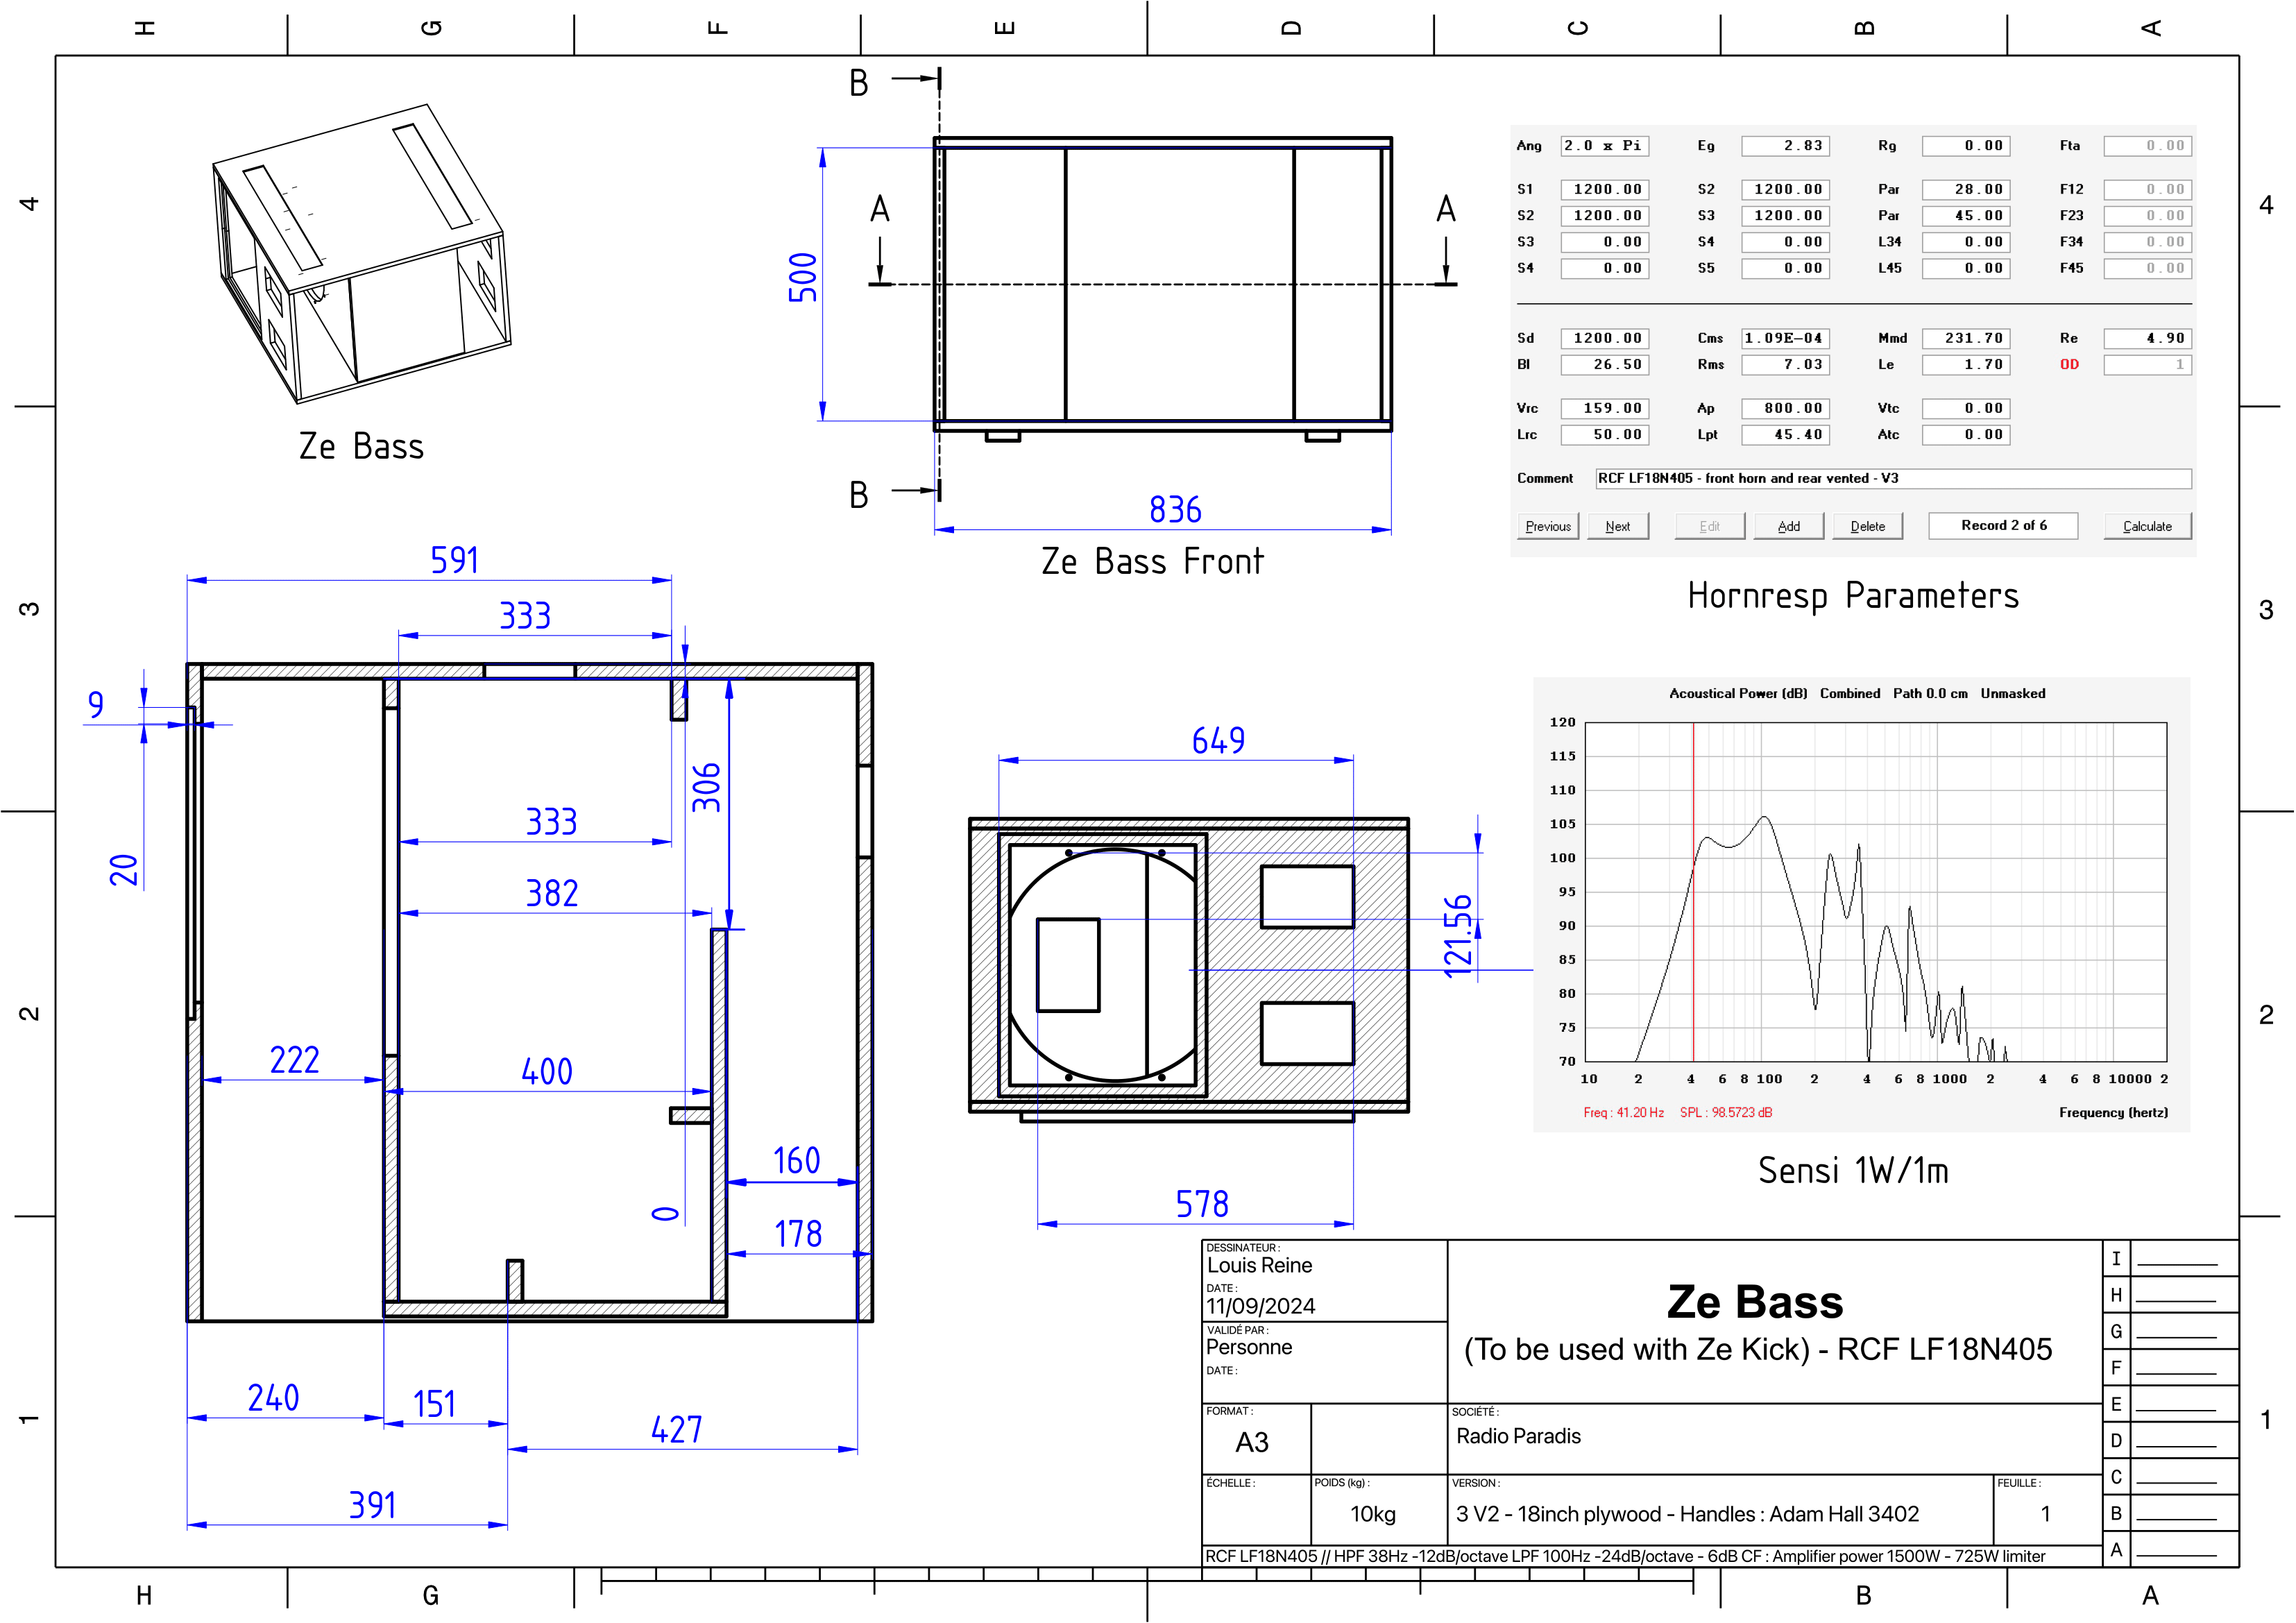 H G F E D C B A
4
3
2
1
4
3
2
1
Ze Bass
B
B
A
A
500
836
Ze Bass Front
Ang 2.0 x Pi Eg 2.83 Rg 0.00 Fta 0.00
S1 1200.00 S2 1200.00 Par 28.00 F12 0.00
S2 1200.00 S3 1200.00 Par 45.00 F23 0.00
S3 0.00 S4 0.00 L34 0.00 F34 0.00
S4 0.00 S5 0.00 L45 0.00 F45 0.00
Sd 1200.00 Cms 1.09E-04 Mmd 231.70 Re 4.90
Bl 26.50 Rms 7.03 Le 1.70 OD 1
Vrc 159.00 Ap 800.00 Vtc 0.00
Lrc 50.00 Lpt 45.40 Atc 0.00
Comment RCF LF18N405 - front horn and rear vented - V3
Previous Next Edit Add Delete Record 2 of 6 Calculate
Hornresp Parameters
591
333
9
306
333
20
382
222
400
160
0
178
240
151
427
391
649
121.56
578
Acoustical Power (dB) Combined Path 0.0 cm Unmasked
120
115
110
105
100
95
90
85
80
75
70
10 2 4 6 8 100 2 4 6 8 1000 2 4 6 8 10000 2
Freq : 41.20 Hz SPL : 98.5723 dB
Frequency (hertz)
Sensi 1W/1m
DESSINATEUR :
Louis Reine
DATE :
11/09/2024
VALIDÉ PAR :
Personne
DATE :
Ze Bass
(To be used with Ze Kick) - RCF LF18N405
FORMAT :
A3
SOCIÉTÉ :
Radio Paradis
ÉCHELLE :
POIDS (kg) :
10kg
VERSION :
3 V2 - 18inch plywood - Handles : Adam Hall 3402
FEUILLE :
1
RCF LF18N405 // HPF 38Hz -12dB/octave LPF 100Hz -24dB/octave - 6dB CF : Amplifier power 1500W - 725W limiter
I
H
G
F
E
D
C
B
A
H G B A